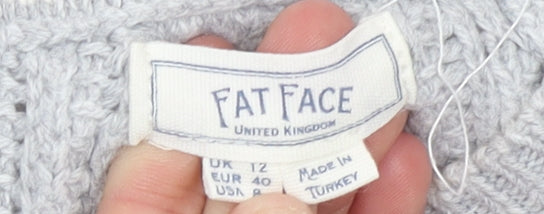 FAT FACE
UNITED KINGDOM
UK 12
EUR 40
USA 8
MADE IN
TURKEY